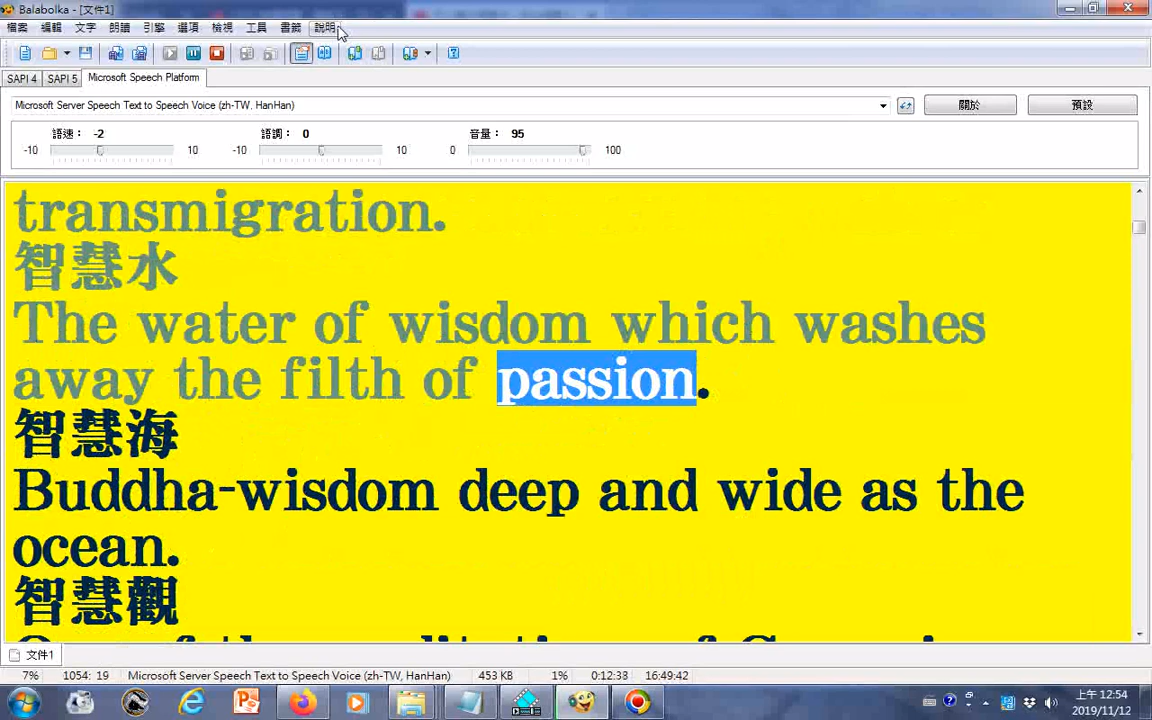 Balabolka - [文件1]
檔案 編輯 文字 朗讀 引擎 選項 檢視 工具 書籤 說明
SAPI 4 SAPI 5 Microsoft Speech Platform
Microsoft Server Speech Text to Speech Voice (zh-TW, HanHan) 關於 預設
語速： -2 語調： 0 音量： 95
-10 10 -10 10 0 100
transmigration.
智慧水
The water of wisdom which washes
away the filth of passion.
智慧海
Buddha-wisdom deep and wide as the
ocean.
智慧觀
文件1
7% 1054: 19 Microsoft Server Speech Text to Speech Voice (zh-TW, HanHan) 453 KB 1% 0:12:38 16:49:42
上午 12:54
2019/11/12